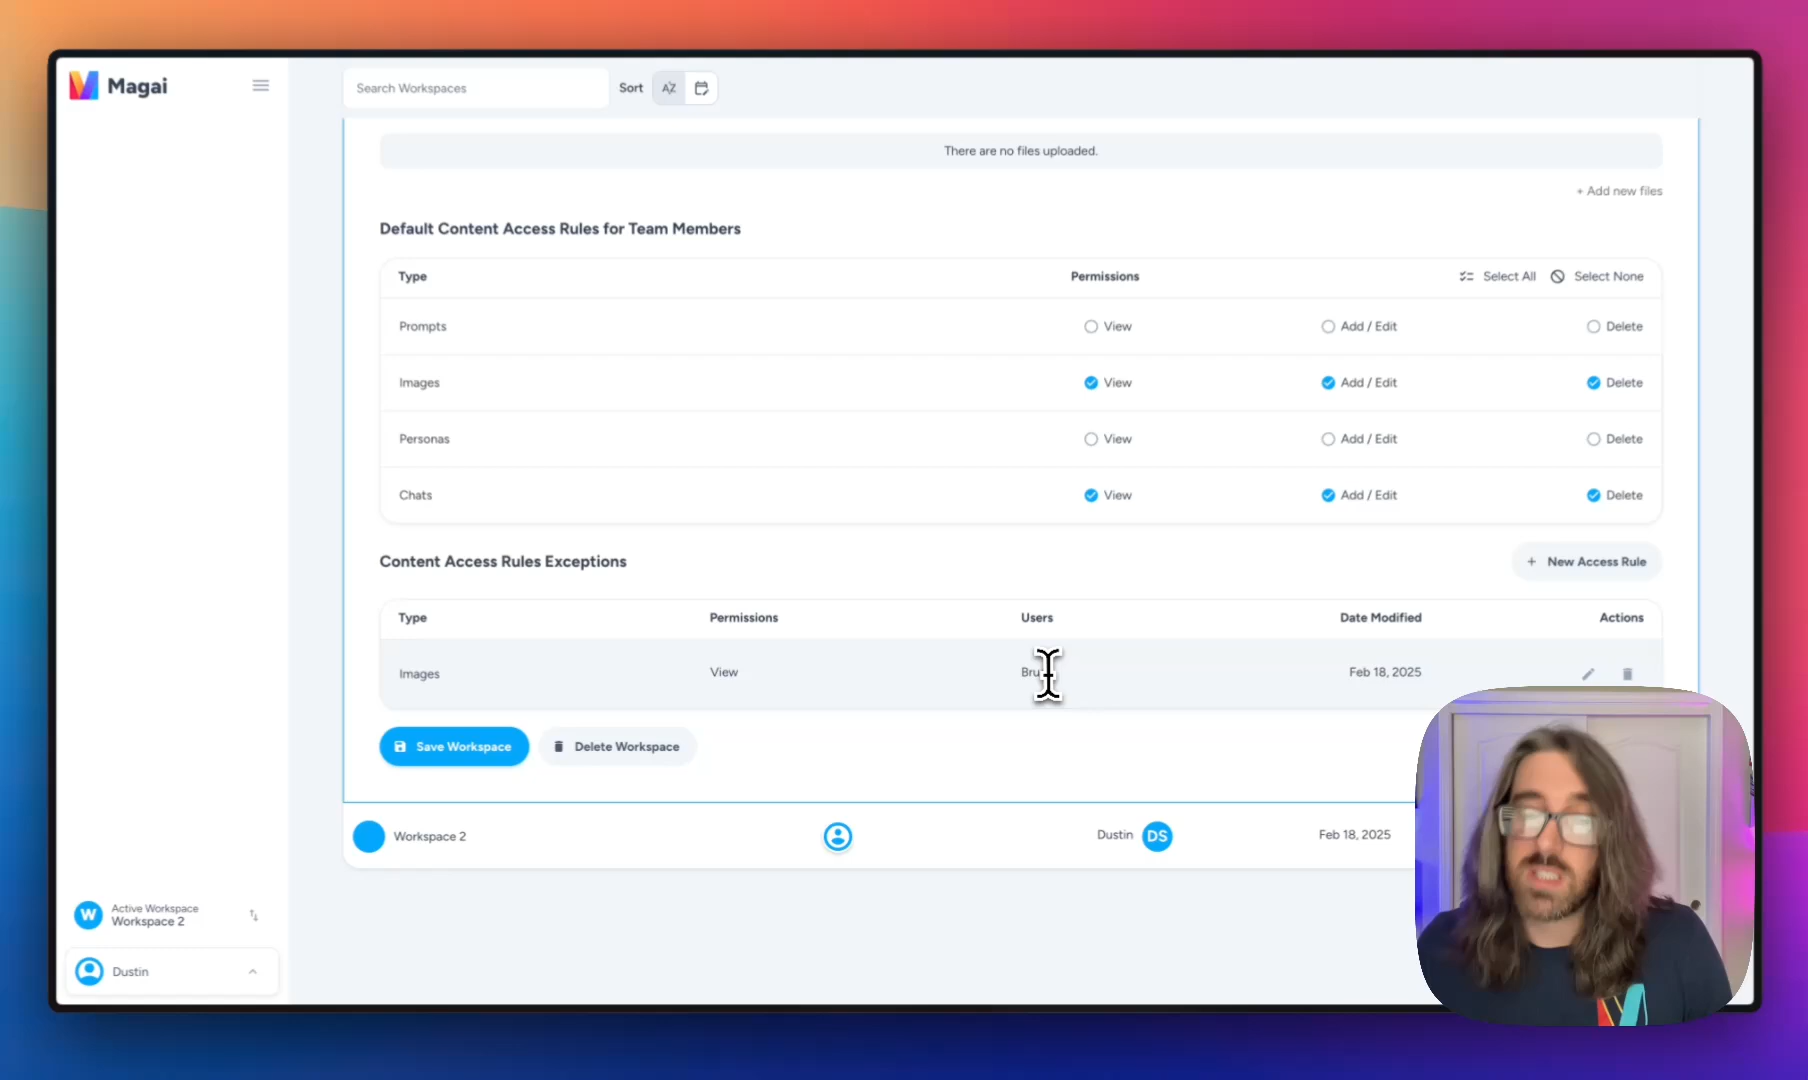 Magai
Search Workspaces
Sort
AZ
There are no files uploaded.
+ Add new files
Default Content Access Rules for Team Members
Type Permissions Select All Select None
Prompts View Add / Edit Delete
Images View Add / Edit Delete
Personas View Add / Edit Delete
Chats View Add / Edit Delete
Content Access Rules Exceptions
+ New Access Rule
Type Permissions Users Date Modified Actions
Images View Feb 18, 2025
Save Workspace Delete Workspace
Workspace 2 Dustin DS Feb 18, 2025
W
Active Workspace
Workspace 2
Dustin